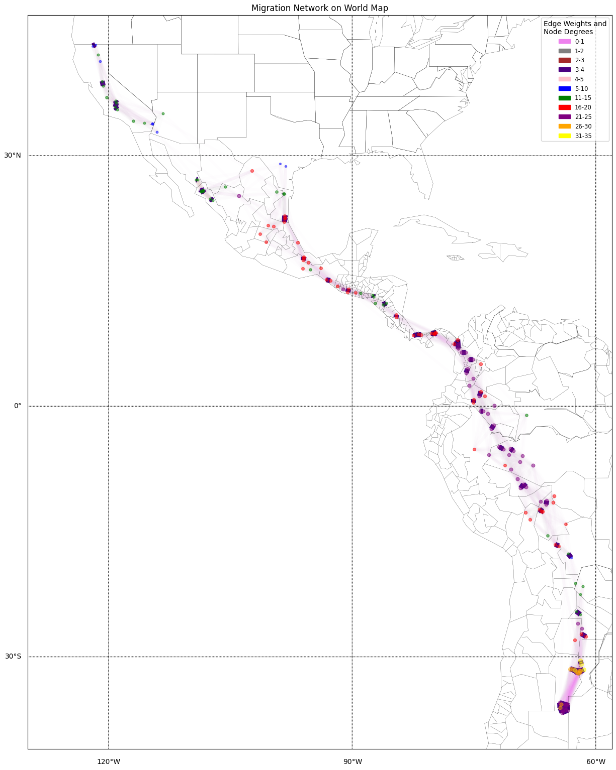 Migration Network on World Map
Edge Weights and
Node Degrees
0-1
1-2
2-3
3-4
4-5
5-10
11-15
16-20
21-25
26-30
31-35
30°N
0°
30°S
120°W
90°W
60°W